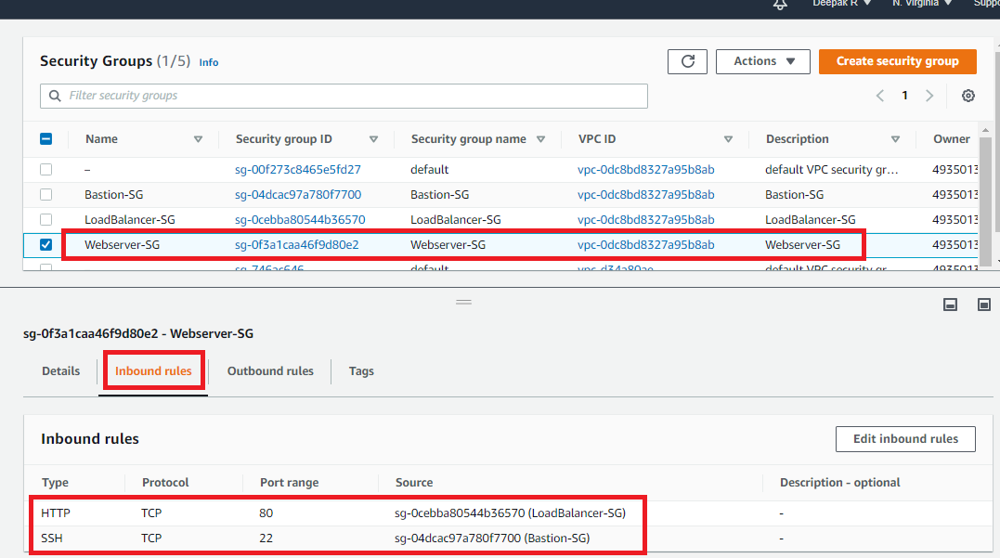 Deepak R N. Virginia
Security Groups (1/5) Info
Actions Create security group
Filter security groups
1
Name Security group ID Security group name VPC ID Description Owner
– sg-00f273c8465e5fd27 default vpc-0dc8bd8327a95b8ab default VPC security gr... 4935013
Bastion-SG sg-04dcac97a780f7700 Bastion-SG vpc-0dc8bd8327a95b8ab Bastion-SG 4935013
LoadBalancer-SG sg-0cebba80544b36570 LoadBalancer-SG vpc-0dc8bd8327a95b8ab LoadBalancer-SG 4935013
Webserver-SG sg-0f3a1caa46f9d80e2 Webserver-SG vpc-0dc8bd8327a95b8ab Webserver-SG 4935013
– sg-746ac646 default vpc-d34a80ae default VPC security gr... 4935013
sg-0f3a1caa46f9d80e2 - Webserver-SG
Details Inbound rules Outbound rules Tags
Inbound rules Edit inbound rules
Type Protocol Port range Source Description - optional
HTTP TCP 80 sg-0cebba80544b36570 (LoadBalancer-SG) -
SSH TCP 22 sg-04dcac97a780f7700 (Bastion-SG) -